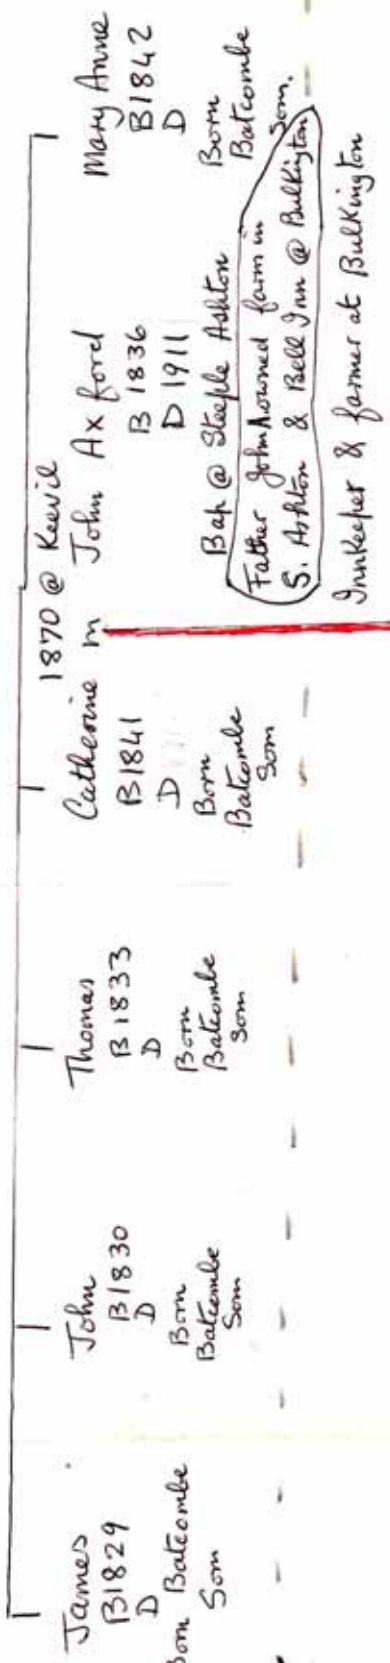 James
B1829
D
Born Batcombe
Som
John
B1830
D
Born
Batcombe
Som
Thomas
B1833
D
Born
Batcombe
Som
Catherine
B1841
D
Born
Batcombe
Som
1870 @ Keevil
m
John Axford
B 1836
D 1911
Bap @ Steeple Ashton
Father John A owned farm in
S. Ashton & Bell Inn @ Bulkington
Innkeeper & farmer at Bulkington
Mary Anne
B1842
D
Born
Batcombe
Som.